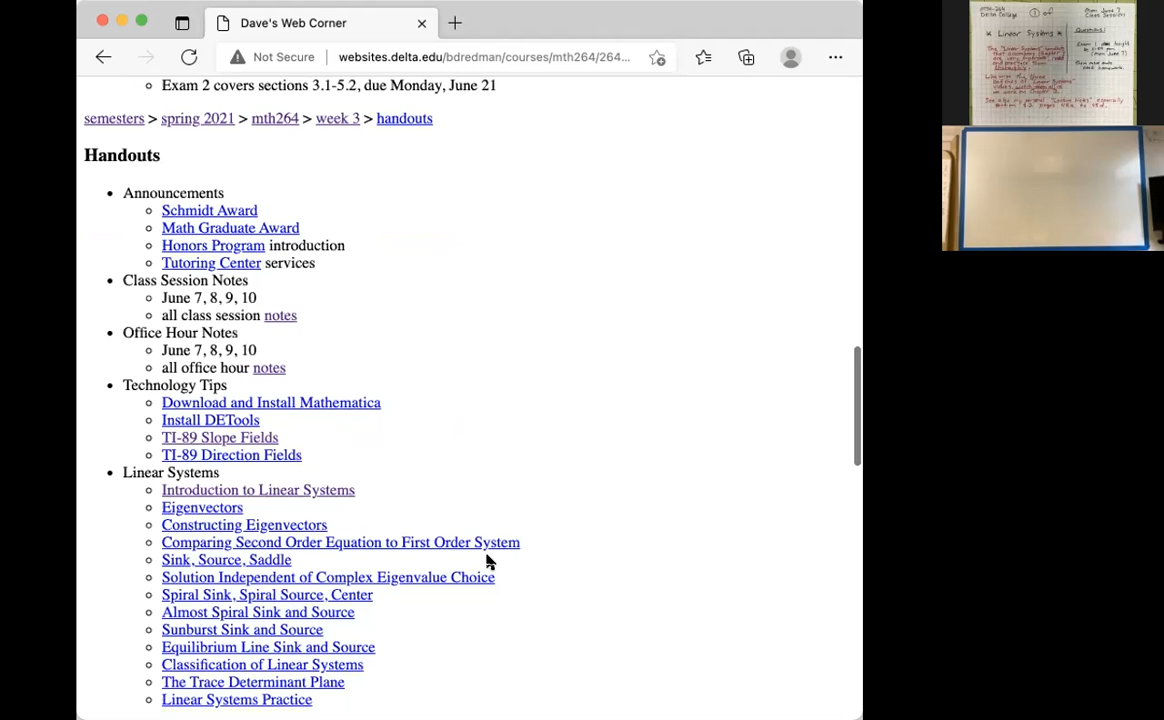 Dave's Web Corner
Not Secure
websites.delta.edu/bdredman/courses/mth264/264...
Exam 2 covers sections 3.1-5.2, due Monday, June 21
semesters > spring 2021 > mth264 > week 3 > handouts
Handouts
Announcements
Schmidt Award
Math Graduate Award
Honors Program introduction
Tutoring Center services
Class Session Notes
June 7, 8, 9, 10
all class session notes
Office Hour Notes
June 7, 8, 9, 10
all office hour notes
Technology Tips
Download and Install Mathematica
Install DETools
TI-89 Slope Fields
TI-89 Direction Fields
Linear Systems
Introduction to Linear Systems
Eigenvectors
Constructing Eigenvectors
Comparing Second Order Equation to First Order System
Sink, Source, Saddle
Solution Independent of Complex Eigenvalue Choice
Spiral Sink, Spiral Source, Center
Almost Spiral Sink and Source
Sunburst Sink and Source
Equilibrium Line Sink and Source
Classification of Linear Systems
The Trace Determinant Plane
Linear Systems Practice
Delta College
Linear Systems